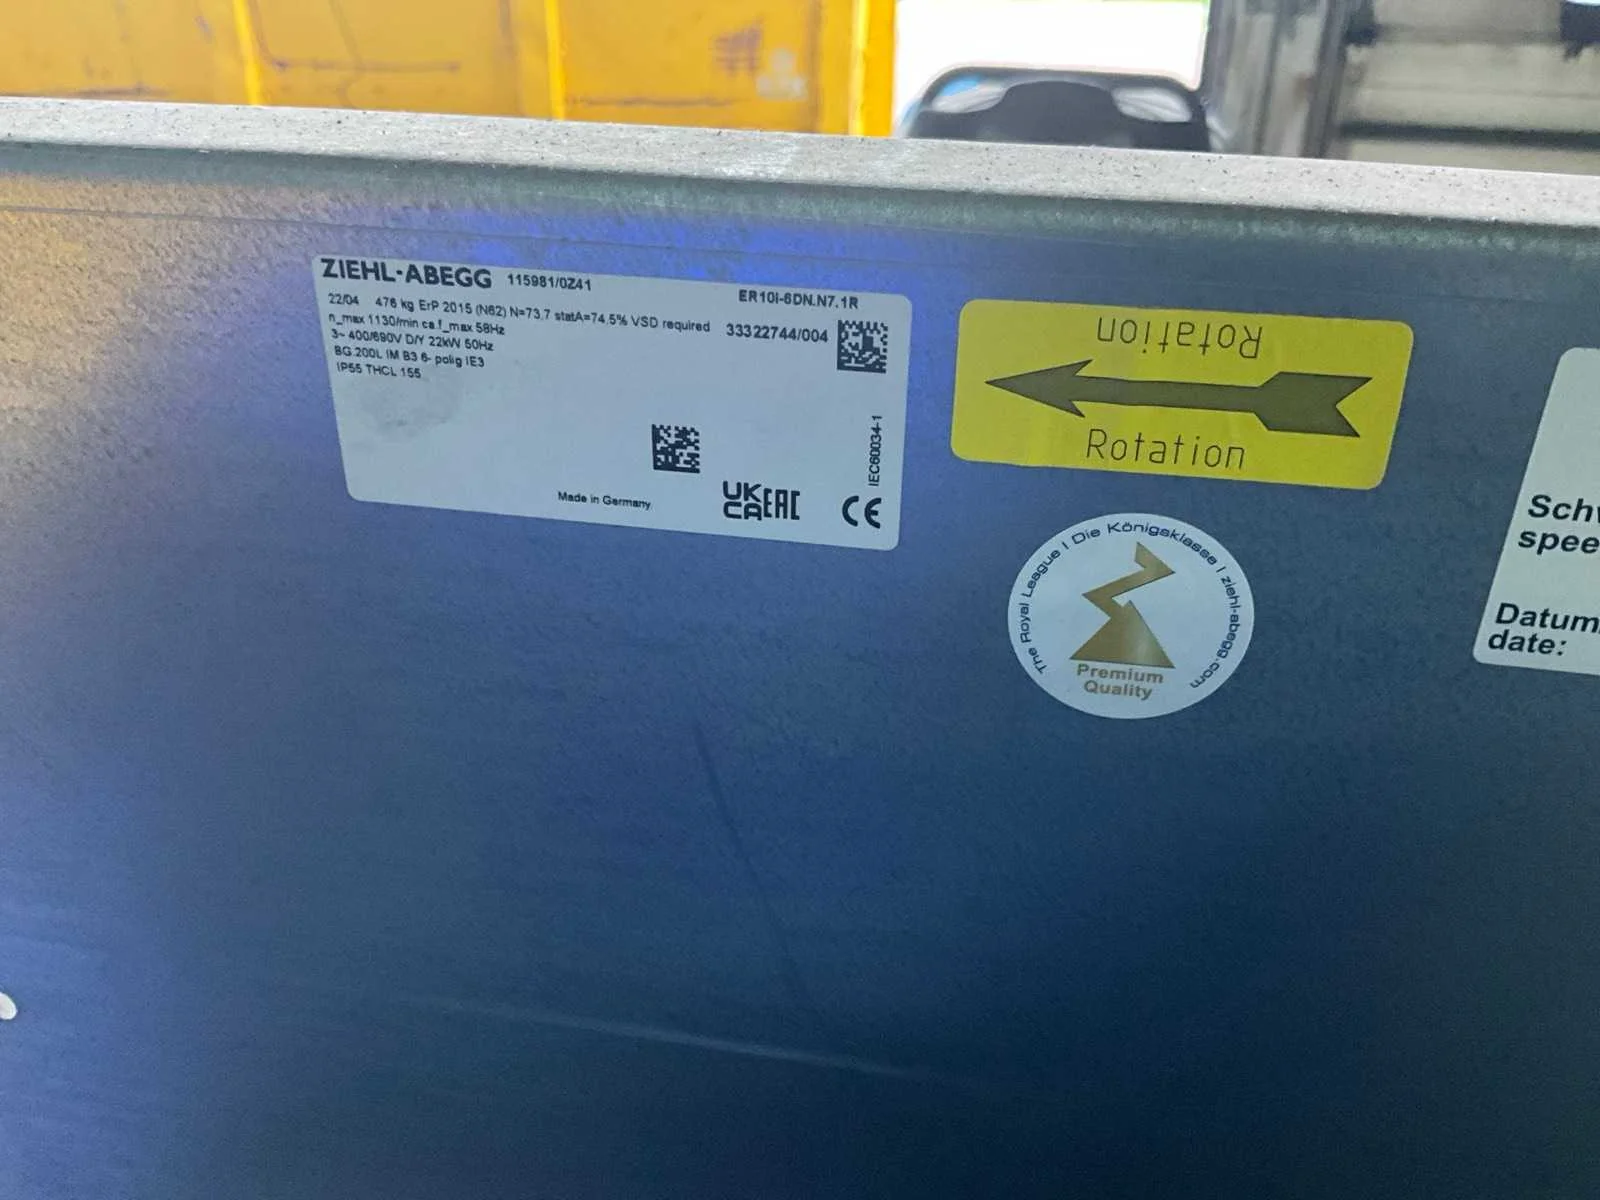 ZIEHL-ABEGG 115981/0Z41
ER10I-6DN.N7.1R
22/04 476 kg ErP 2015 (N62) N=73,7 statA=74,5% VSD required 33322744/004
n_max 1130/min ca.f_max 58Hz
3~ 400/690V D/Y 22kW 50Hz
BG.200L IM B3 6- polig IE3
IP55 THCL 155
IEC60034-1
Made in Germany
UK
CA
EAC
CE
Rotation
Rotation
The Royal League I Die Königsklasse I ziehl-abegg.com
Premium
Quality
Schw
spee
Datum
date: